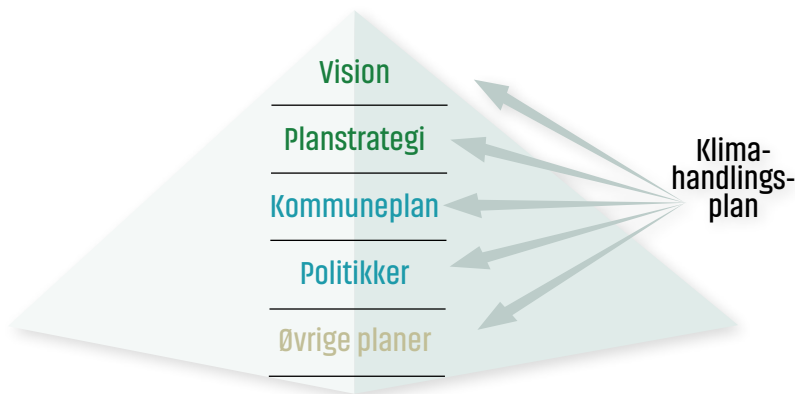 Vision
Planstrategi
Kommuneplan
Politikker
Øvrige planer
Klima-
handlings-
plan